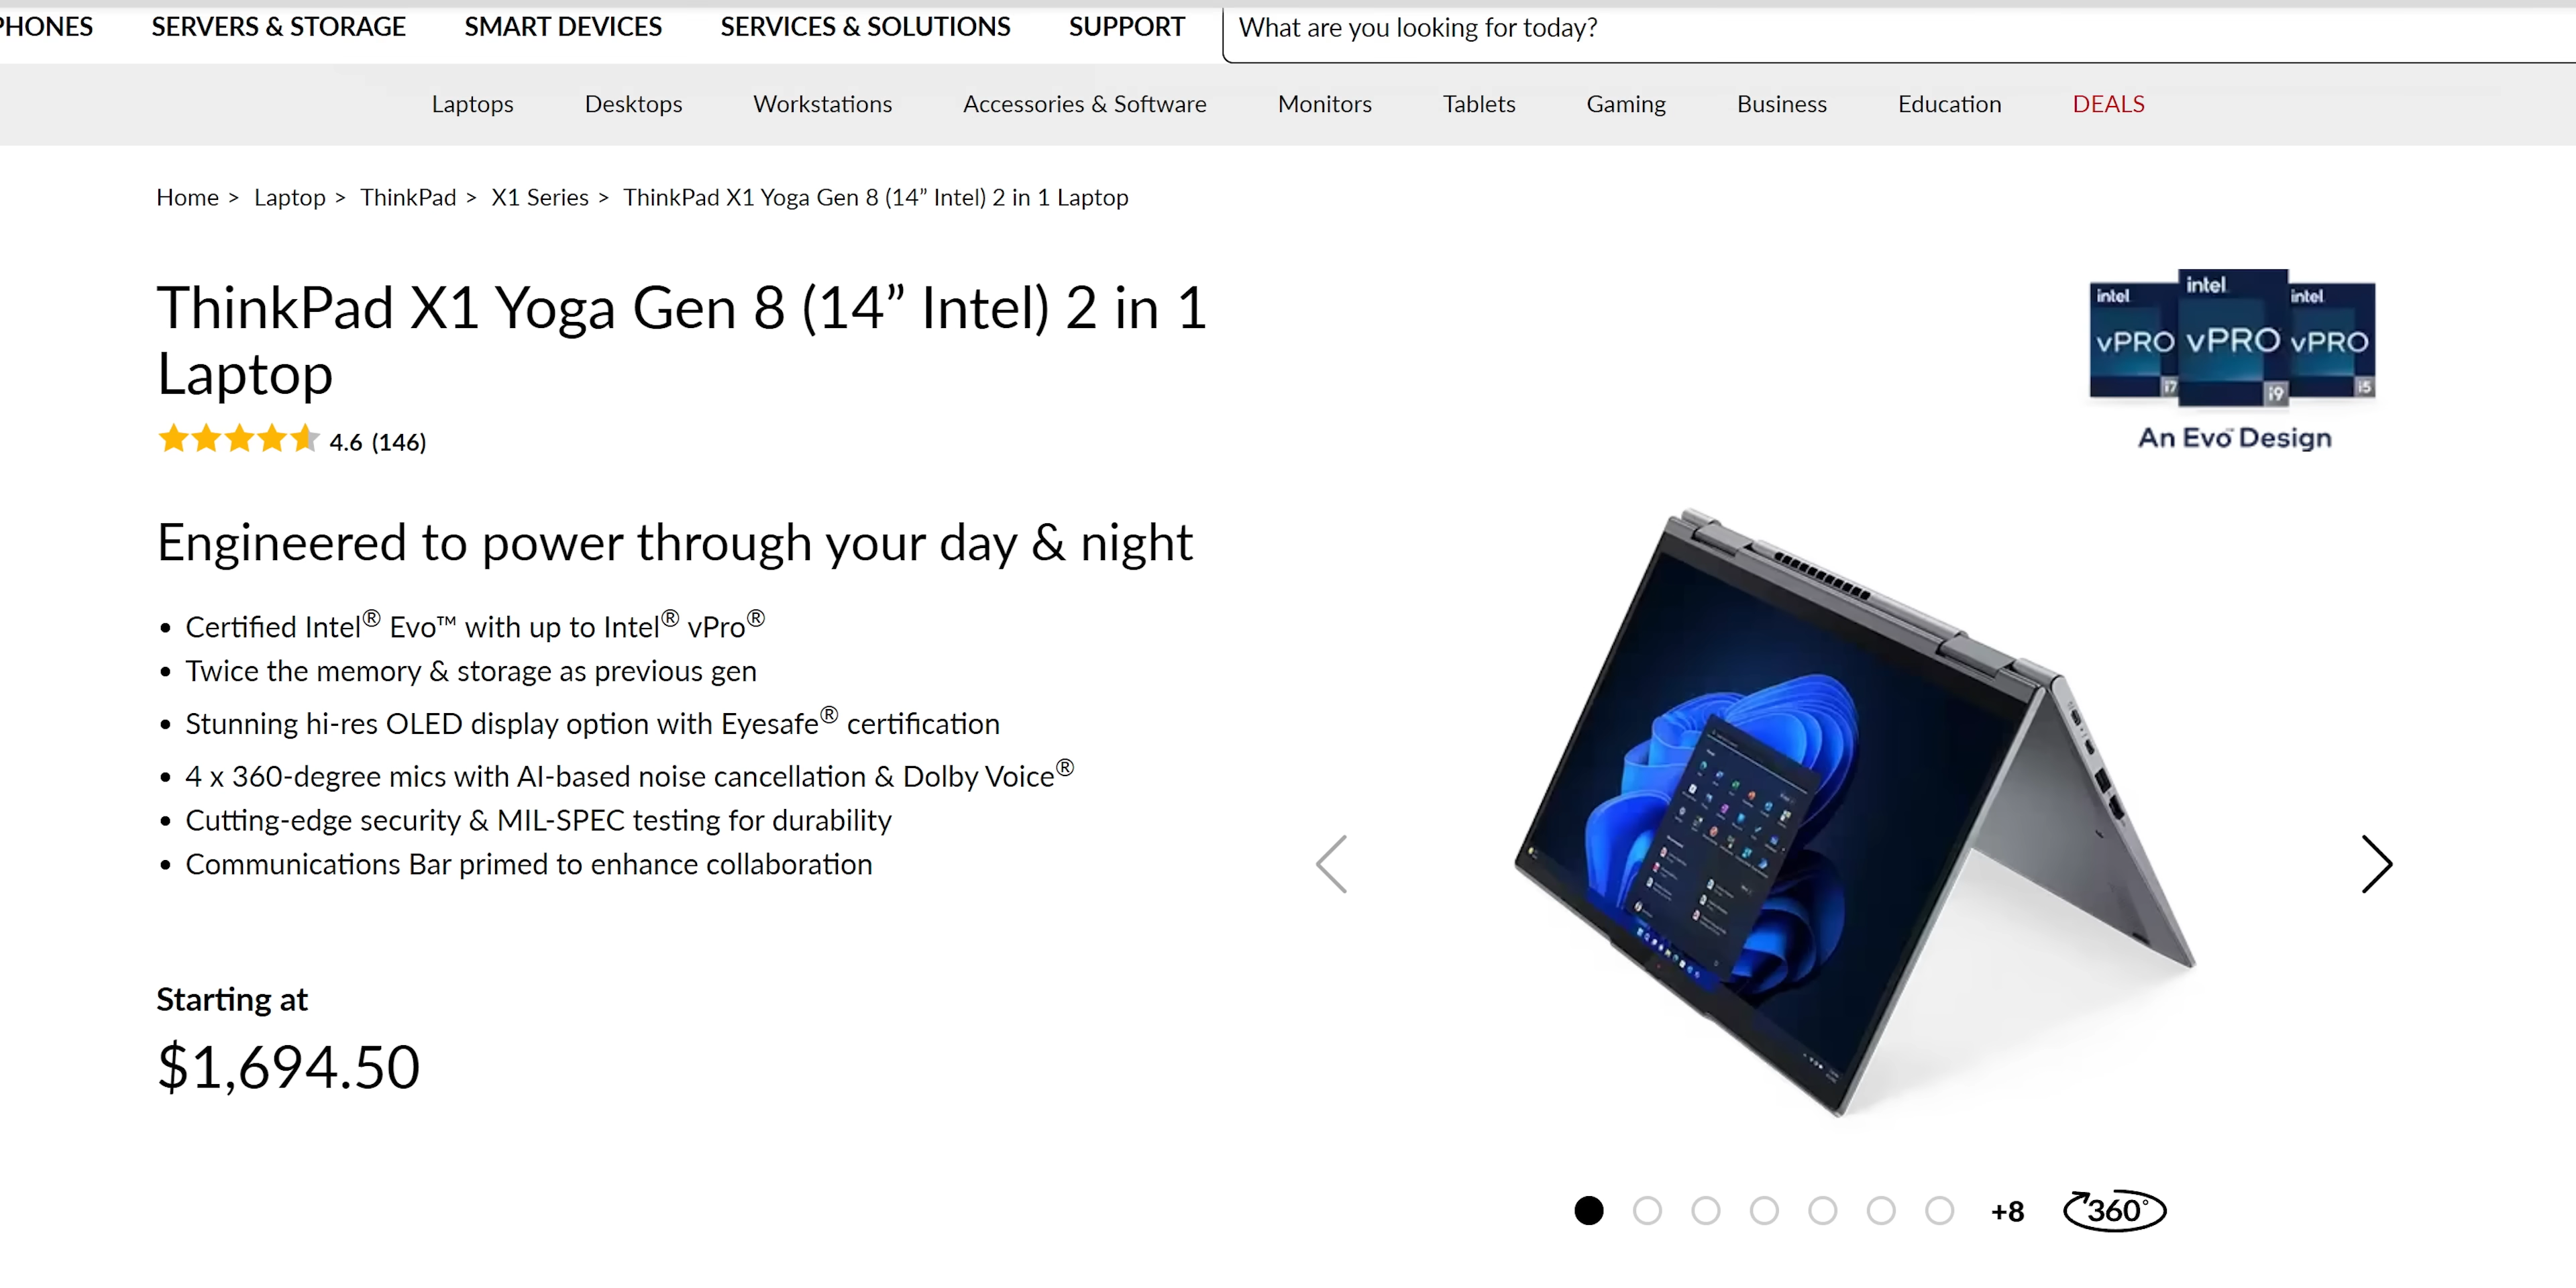 PHONES SERVERS & STORAGE SMART DEVICES SERVICES & SOLUTIONS SUPPORT What are you looking for today?
Laptops Desktops Workstations Accessories & Software Monitors Tablets Gaming Business Education DEALS
Home > Laptop > ThinkPad > X1 Series > ThinkPad X1 Yoga Gen 8 (14” Intel) 2 in 1 Laptop
ThinkPad X1 Yoga Gen 8 (14” Intel) 2 in 1
Laptop
4.6 (146)
intel intel intel
vPRO vPRO vPRO
i7 i9 i5
An Evo™ Design
Engineered to power through your day & night
• Certified Intel® Evo™ with up to Intel® vPro®
• Twice the memory & storage as previous gen
• Stunning hi-res OLED display option with Eyesafe® certification
• 4 x 360-degree mics with AI-based noise cancellation & Dolby Voice®
• Cutting-edge security & MIL-SPEC testing for durability
• Communications Bar primed to enhance collaboration
Starting at
$1,694.50
+8 360°